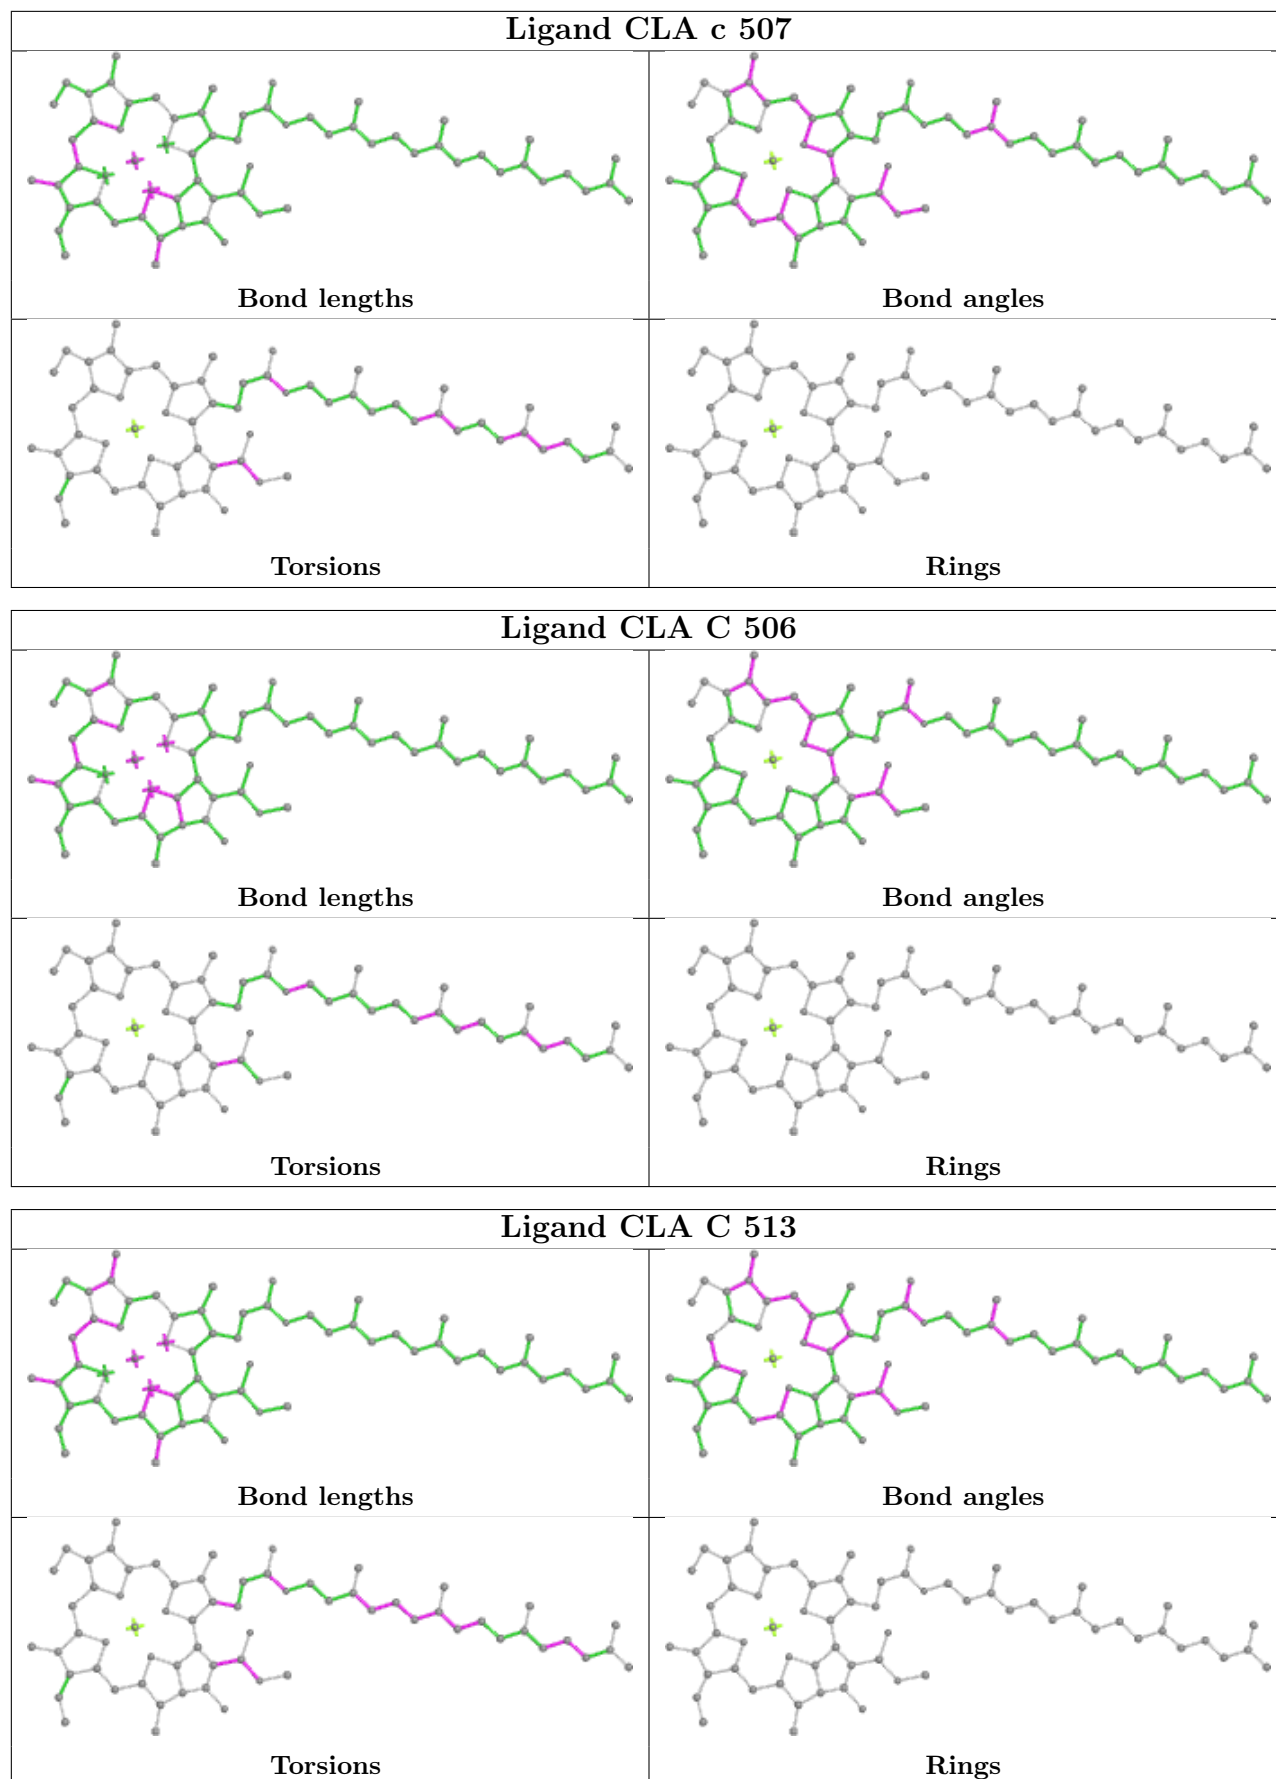 Ligand CLA c 507
Bond lengths
Bond angles
Torsions
Rings
Ligand CLA C 506
Bond lengths
Bond angles
Torsions
Rings
Ligand CLA C 513
Bond lengths
Bond angles
Torsions
Rings